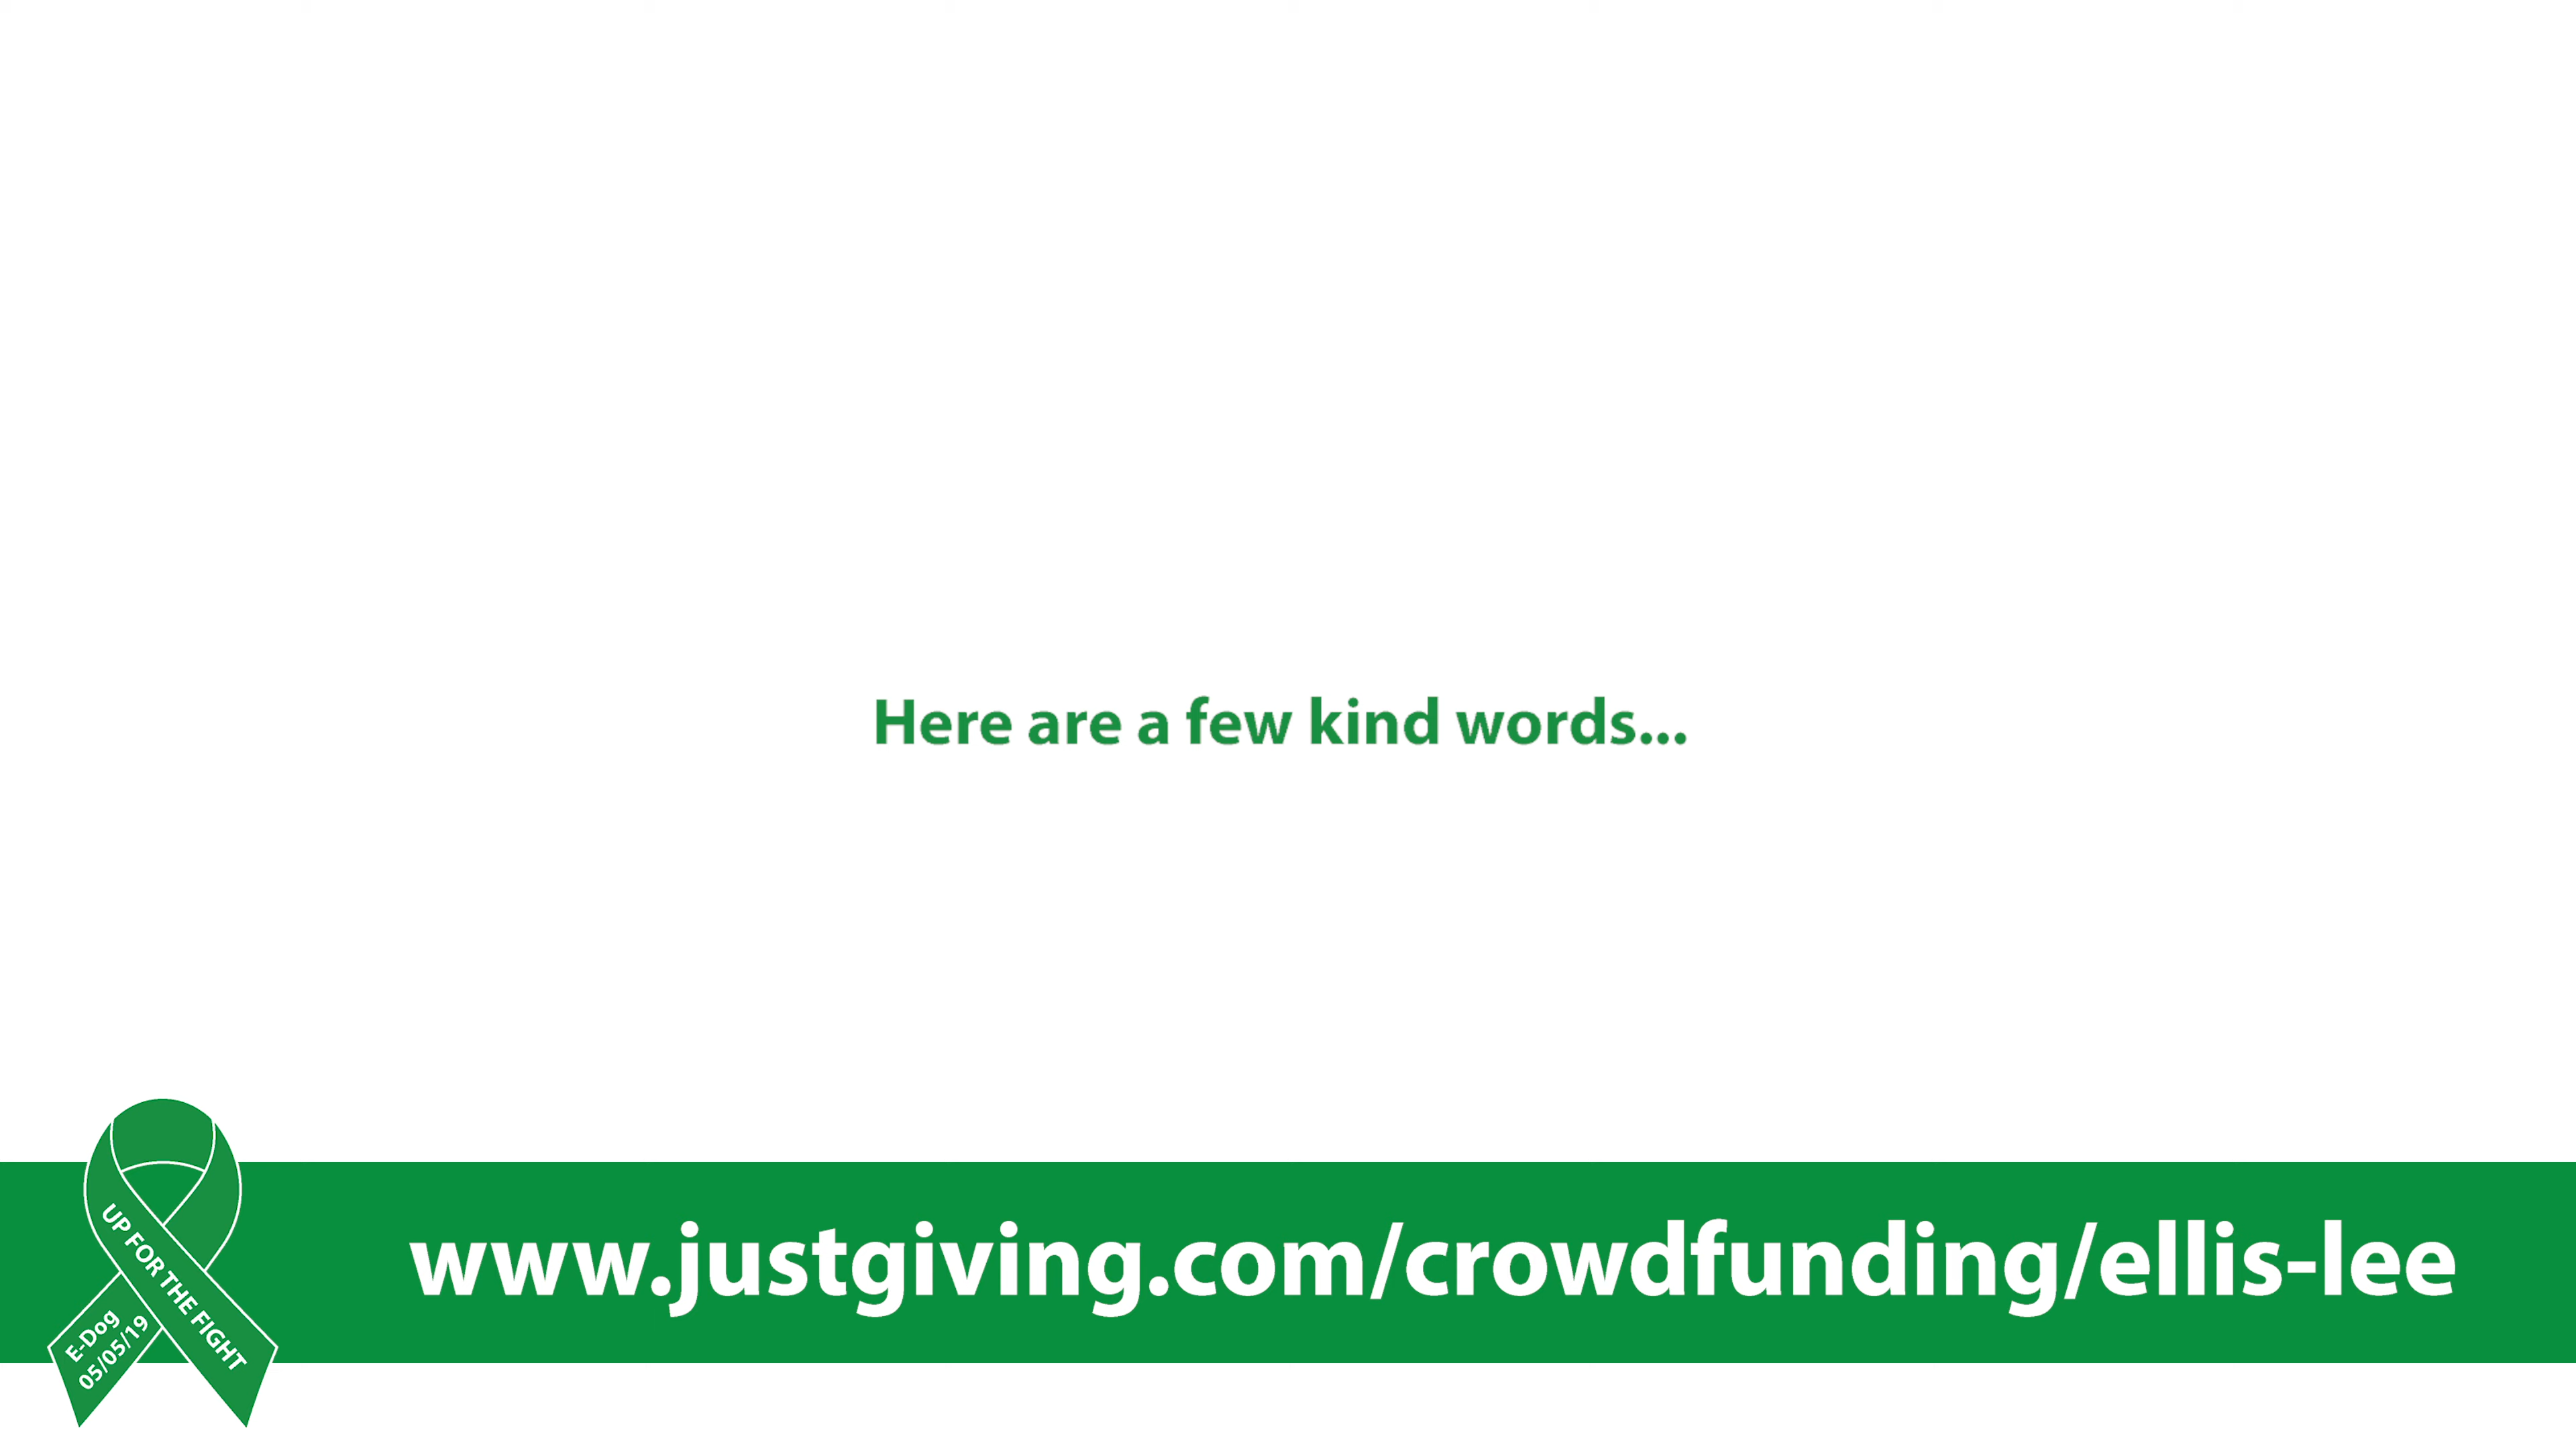 Here are a few kind words...
www.justgiving.com/crowdfunding/ellis-lee
UP FOR THE FIGHT
E-Dog
05/05/19